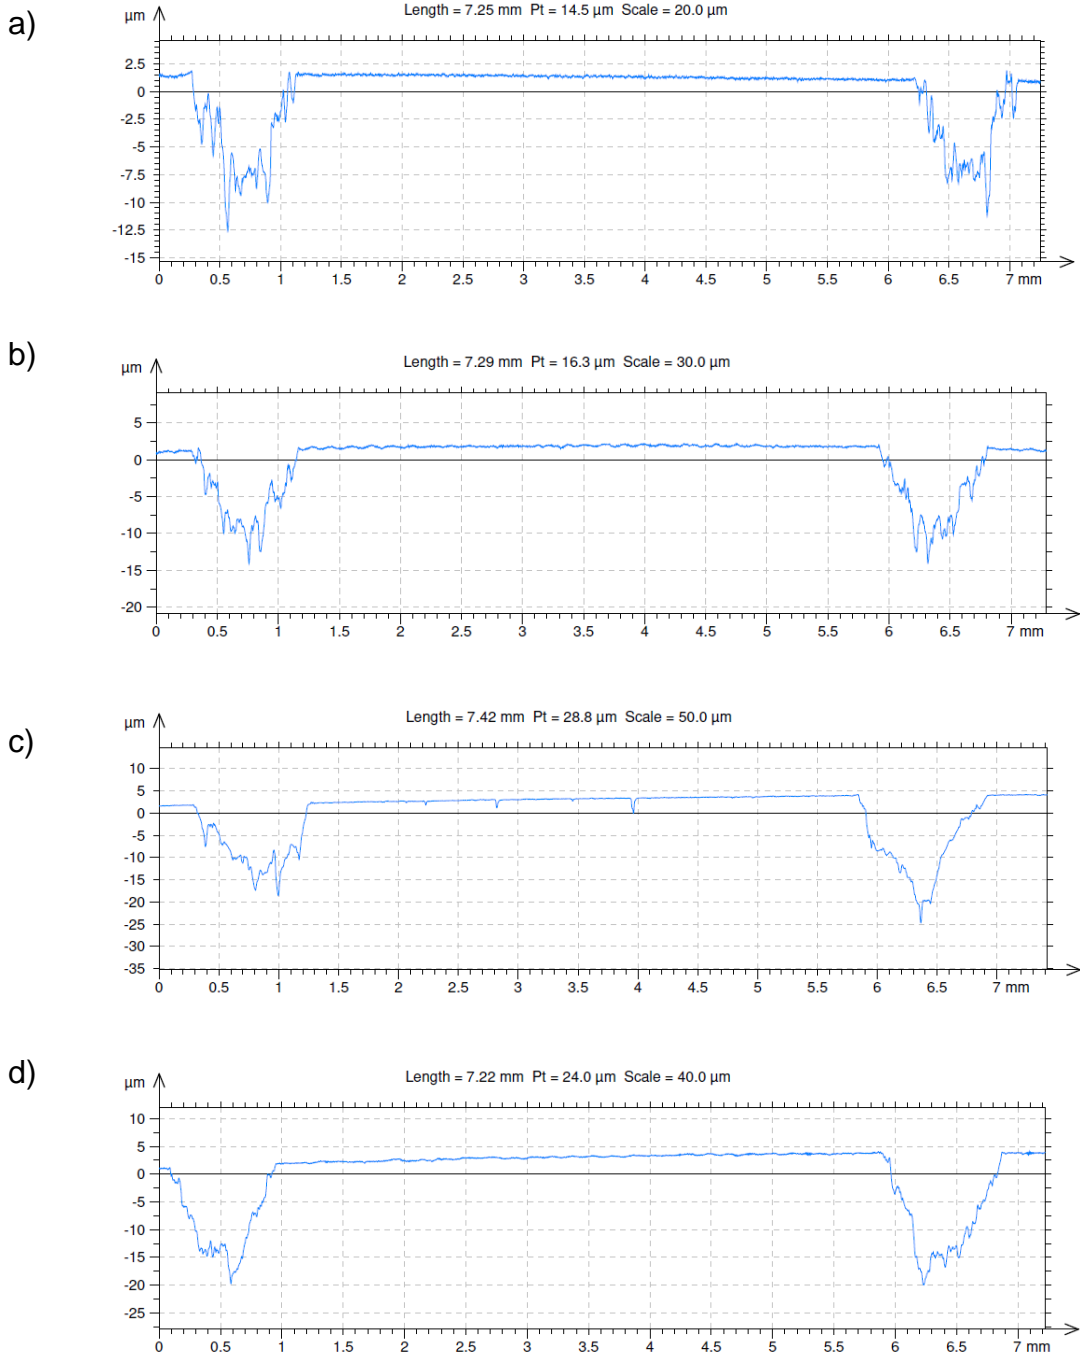 a)
Length = 7.25 mm  Pt = 14.5 µm  Scale = 20.0 µm
µm
2.5
0
-2.5
-5
-7.5
-10
-12.5
-15
0 0.5 1 1.5 2 2.5 3 3.5 4 4.5 5 5.5 6 6.5 7 mm
b)
Length = 7.29 mm  Pt = 16.3 µm  Scale = 30.0 µm
µm
5
0
-5
-10
-15
-20
0 0.5 1 1.5 2 2.5 3 3.5 4 4.5 5 5.5 6 6.5 7 mm
c)
Length = 7.42 mm  Pt = 28.8 µm  Scale = 50.0 µm
µm
10
5
0
-5
-10
-15
-20
-25
-30
-35
0 0.5 1 1.5 2 2.5 3 3.5 4 4.5 5 5.5 6 6.5 7 mm
d)
Length = 7.22 mm  Pt = 24.0 µm  Scale = 40.0 µm
µm
10
5
0
-5
-10
-15
-20
-25
0 0.5 1 1.5 2 2.5 3 3.5 4 4.5 5 5.5 6 6.5 7 mm